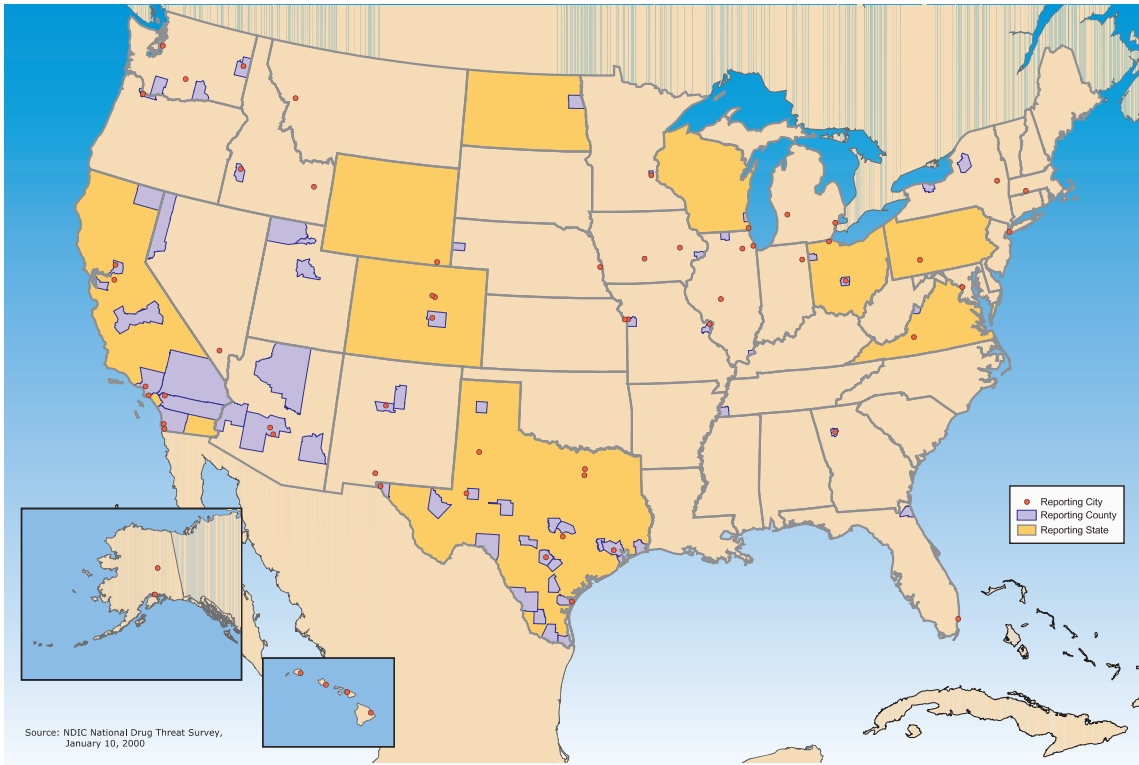 Reporting City
Reporting County
Reporting State
Source: NDIC National Drug Threat Survey,
January 10, 2000